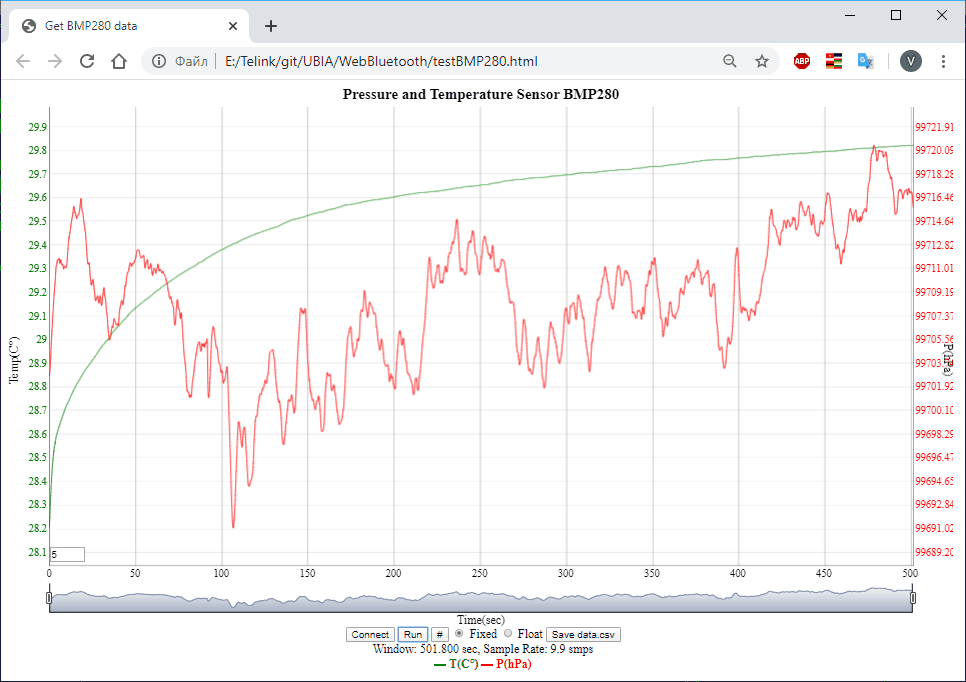 Get BMP280 data
Файл E:/Telink/git/UBIA/WebBluetooth/testBMP280.html
ABP
V
Pressure and Temperature Sensor BMP280
29.9 99721.91
29.8 99720.09
29.7 99718.28
29.6 99716.46
29.5 99714.64
29.4 99712.82
29.3 99711.01
29.2 99709.19
29.1 99707.37
29 99705.56
28.9 99703.
28.8 99701.92
28.7 99700.10
28.6 99698.29
28.5 99696.47
28.4 99694.65
28.3 99692.84
28.2 99691.02
28.1 99689.20
Temp(C°)
P(hPa)
5
0 50 100 150 200 250 300 350 400 450 500
Time(sec)
Connect Run # Fixed Float Save data.csv
Window: 501.800 sec, Sample Rate: 9.9 smps
T(C°) P(hPa)